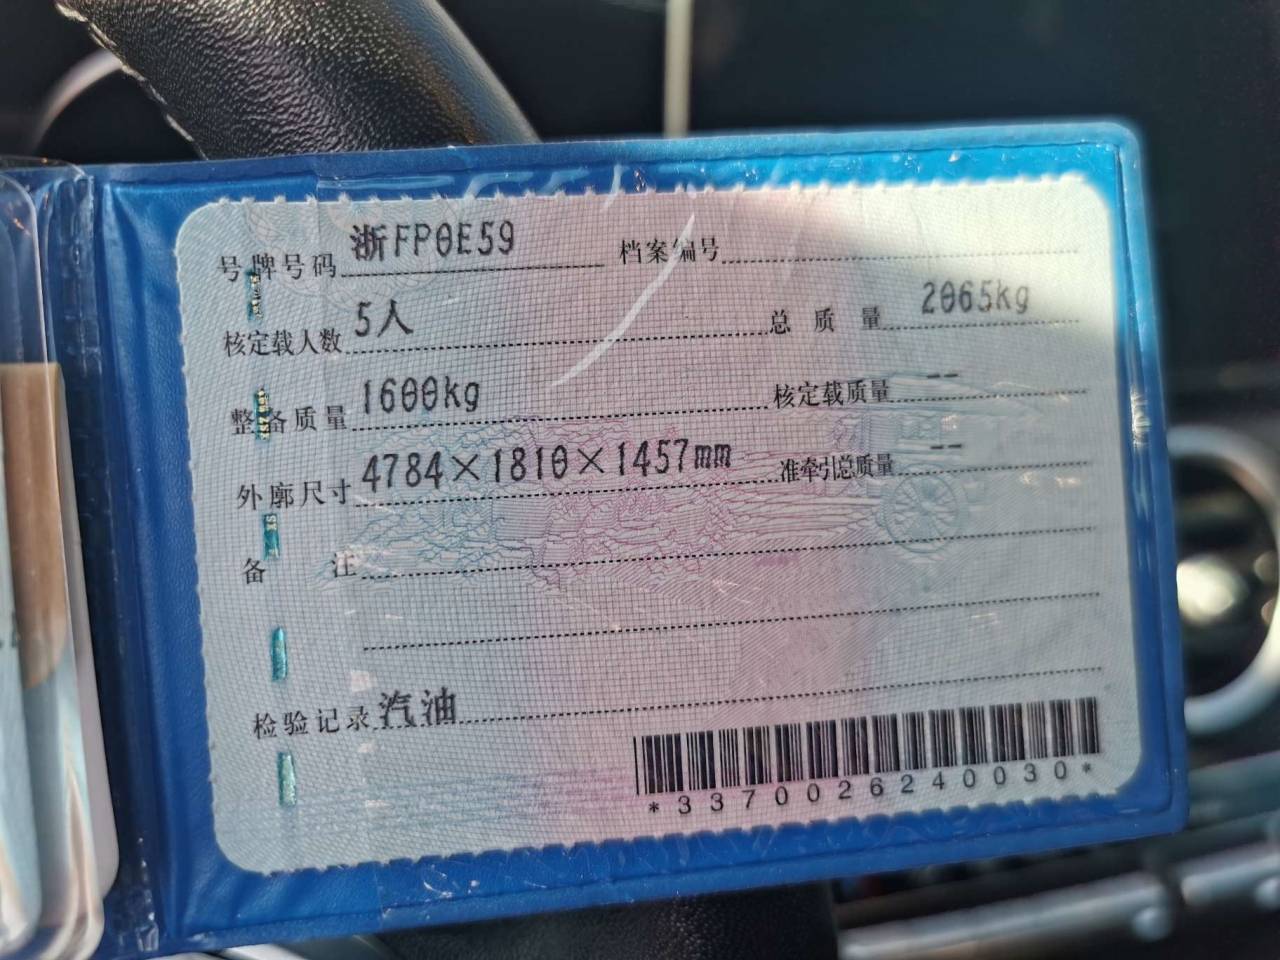 号牌号码 浙FP0E59 档案编号
核定载人数 5人 总质量 2065kg
整备质量 1600kg 核定载质量 --
外廓尺寸 4784×1810×1457mm 准牵引总质量 --
备注
检验记录 汽油
*3370026240030*